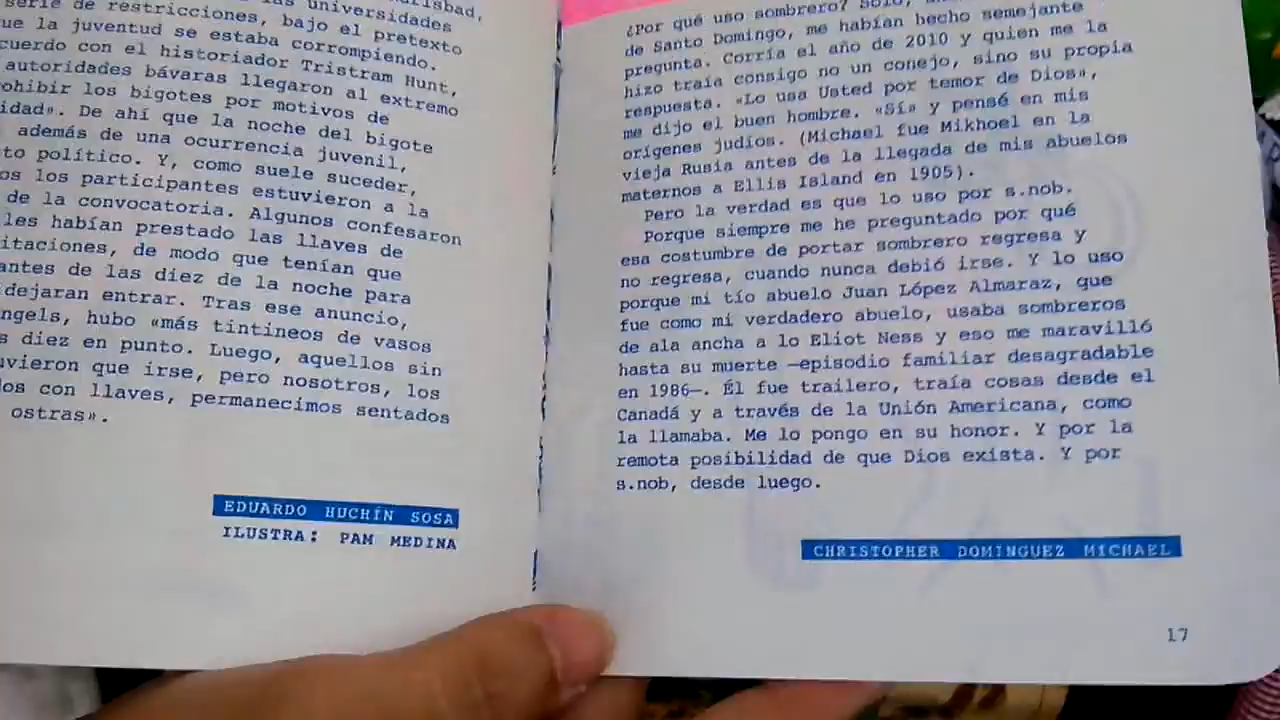 serie de restricciones, bajo el pretexto
que la juventud se estaba corrompiendo.
cuerdo con el historiador Tristram Hunt,
autoridades bávaras llegaron al extremo
ohibir los bigotes por motivos de
idad». De ahí que la noche del bigote
además de una ocurrencia juvenil,
to político. Y, como suele suceder,
os los participantes estuvieron a la
de la convocatoria. Algunos confesaron
les habían prestado las llaves de
itaciones, de modo que tenían que
antes de las diez de la noche para
dejaran entrar. Tras ese anuncio,
ngels, hubo «más tintineos de vasos
s diez en punto. Luego, aquellos sin
uvieron que irse, pero nosotros, los
los con llaves, permanecimos sentados
ostras».
EDUARDO HUCHÍN SOSA
ILUSTRA: PAM MEDINA
¿Por qué uso sombrero? Sólo,
de Santo Domingo, me habían hecho semejante
pregunta. Corría el año de 2010 y quien me la
hizo traía consigo no un conejo, sino su propia
respuesta. «Lo usa Usted por temor de Dios»,
me dijo el buen hombre. «Sí» y pensé en mis
orígenes judíos. (Michael fue Mikhoel en la
vieja Rusia antes de la llegada de mis abuelos
maternos a Ellis Island en 1905).
Pero la verdad es que lo uso por s.nob.
Porque siempre me he preguntado por qué
esa costumbre de portar sombrero regresa y
no regresa, cuando nunca debió irse. Y lo uso
porque mi tío abuelo Juan López Almaraz, que
fue como mi verdadero abuelo, usaba sombreros
de ala ancha a lo Eliot Ness y eso me maravilló
hasta su muerte —episodio familiar desagradable
en 1986—. Él fue trailero, traía cosas desde el
Canadá y a través de la Unión Americana, como
la llamaba. Me lo pongo en su honor. Y por la
remota posibilidad de que Dios exista. Y por
s.nob, desde luego.
CHRISTOPHER DOMÍNGUEZ MICHAEL
17